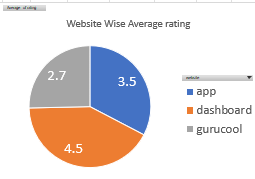 Average of rating
Website Wise Average rating
2.7
3.5
4.5
website
app
dashboard
gurucool